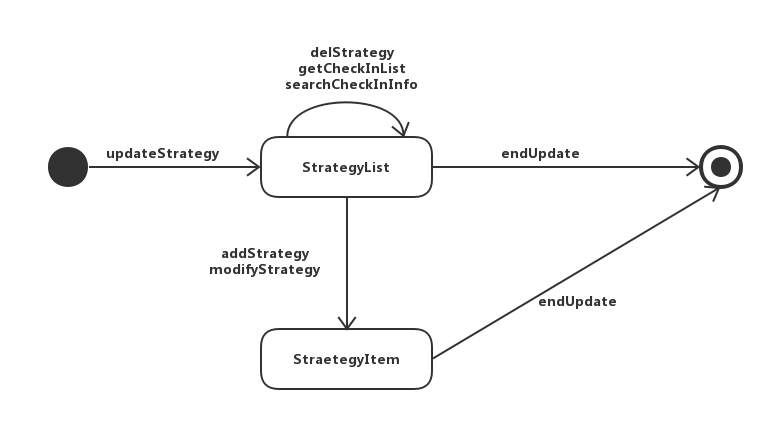 delStrategy
getCheckInList
searchCheckInInfo
updateStrategy
StrategyList
endUpdate
addStrategy
modifyStrategy
endUpdate
StraetegyItem